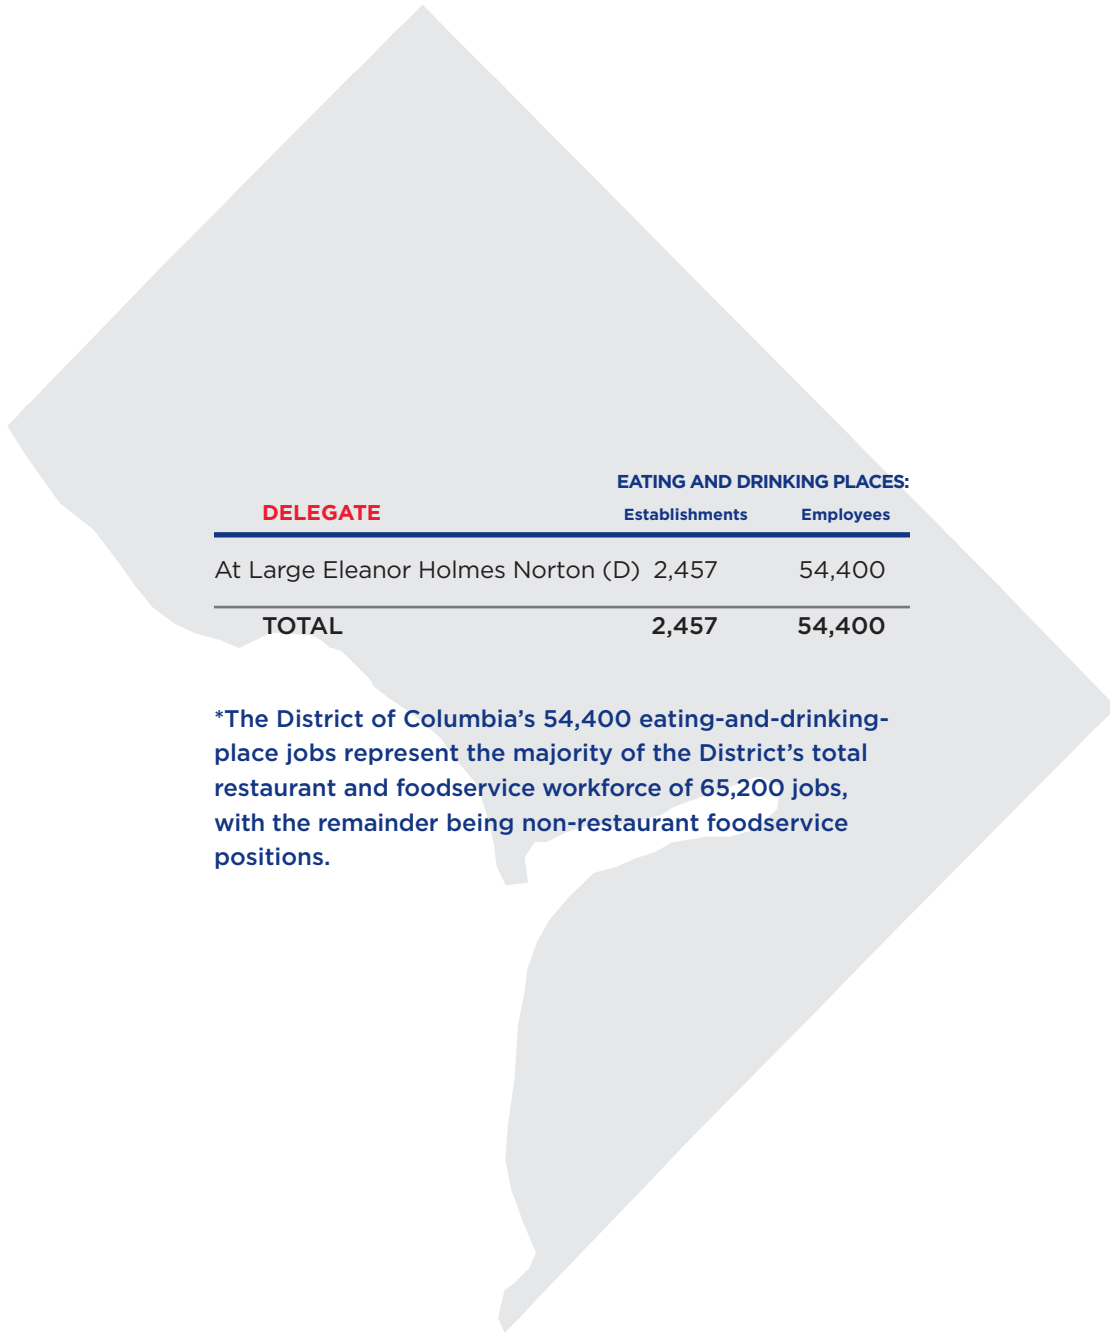 EATING AND DRINKING PLACES:
DELEGATE Establishments Employees
At Large Eleanor Holmes Norton (D) 2,457 54,400
TOTAL 2,457 54,400
*The District of Columbia’s 54,400 eating-and-drinking-
place jobs represent the majority of the District’s total
restaurant and foodservice workforce of 65,200 jobs,
with the remainder being non-restaurant foodservice
positions.